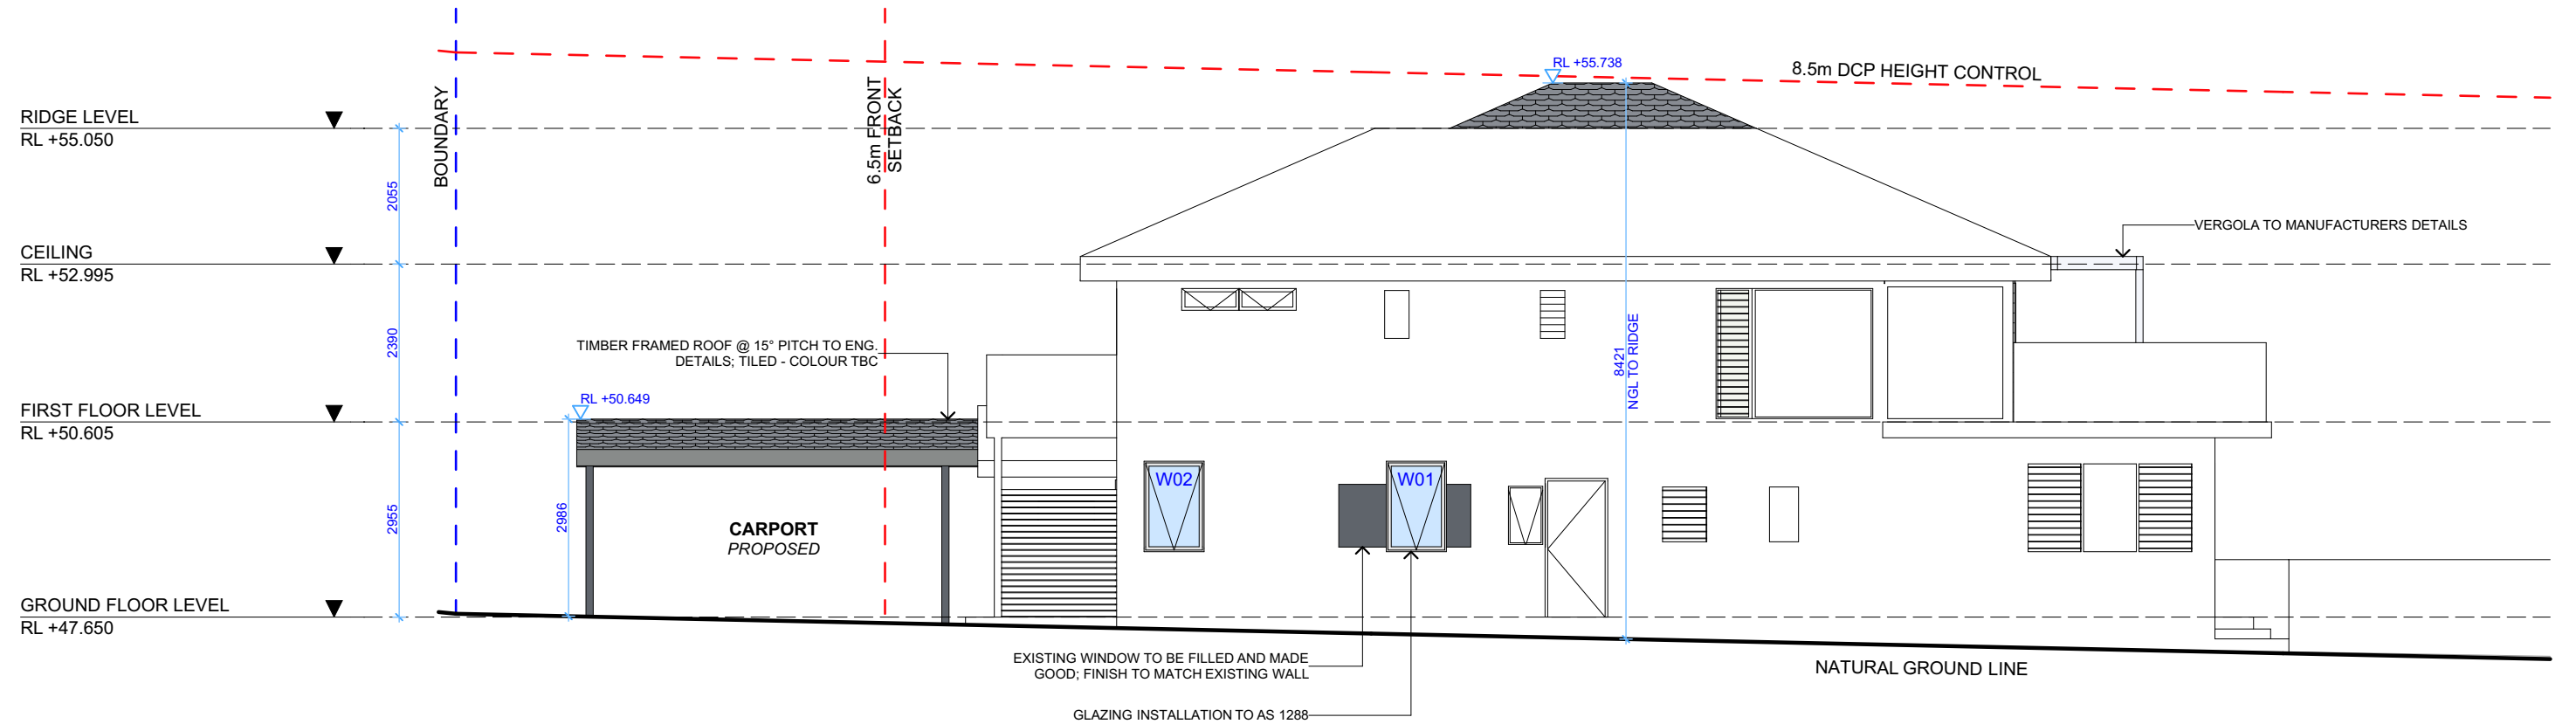 RL +55.738
8.5m DCP HEIGHT CONTROL
BOUNDARY
6.5m FRONT
SETBACK
RIDGE LEVEL
RL +55.050
2055
VERGOLA TO MANUFACTURERS DETAILS
CEILING
RL +52.995
2390
TIMBER FRAMED ROOF @ 15° PITCH TO ENG.
DETAILS; TILED - COLOUR TBC
8421
NGL TO RIDGE
RL +50.649
FIRST FLOOR LEVEL
RL +50.605
2955
2986
W02
W01
CARPORT
PROPOSED
GROUND FLOOR LEVEL
RL +47.650
EXISTING WINDOW TO BE FILLED AND MADE
GOOD; FINISH TO MATCH EXISTING WALL
NATURAL GROUND LINE
GLAZING INSTALLATION TO AS 1288